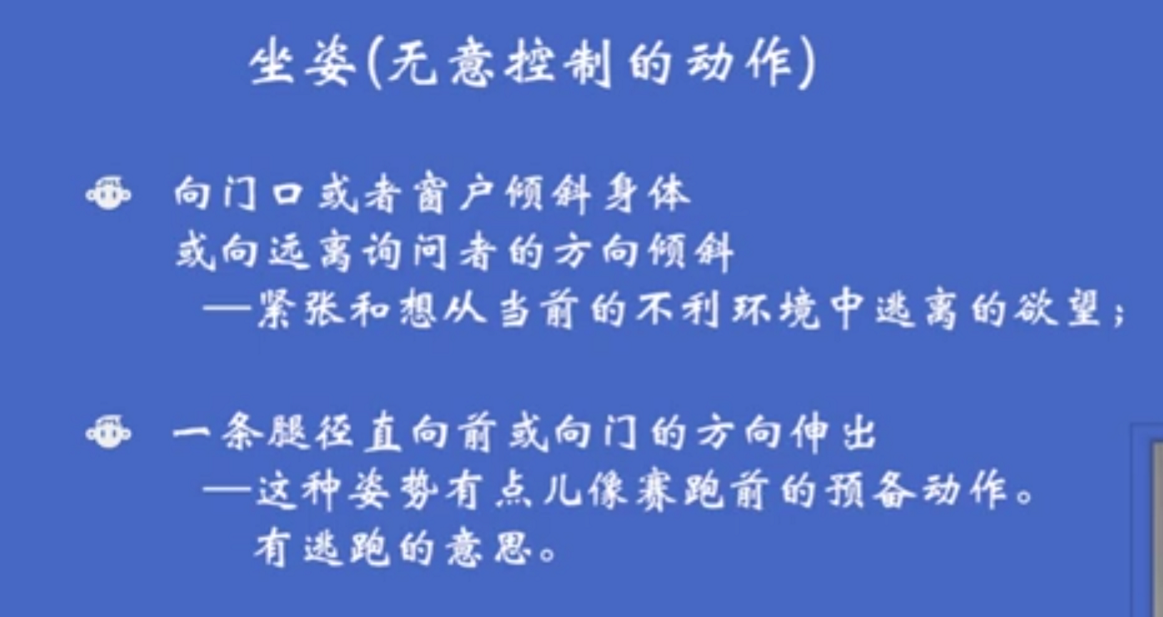 坐姿(无意控制的动作)
向门口或者窗户倾斜身体
或向远离询问者的方向倾斜
—紧张和想从当前的不利环境中逃离的欲望；
一条腿径直向前或向门的方向伸出
—这种姿势有点儿像赛跑前的预备动作。
有逃跑的意思。